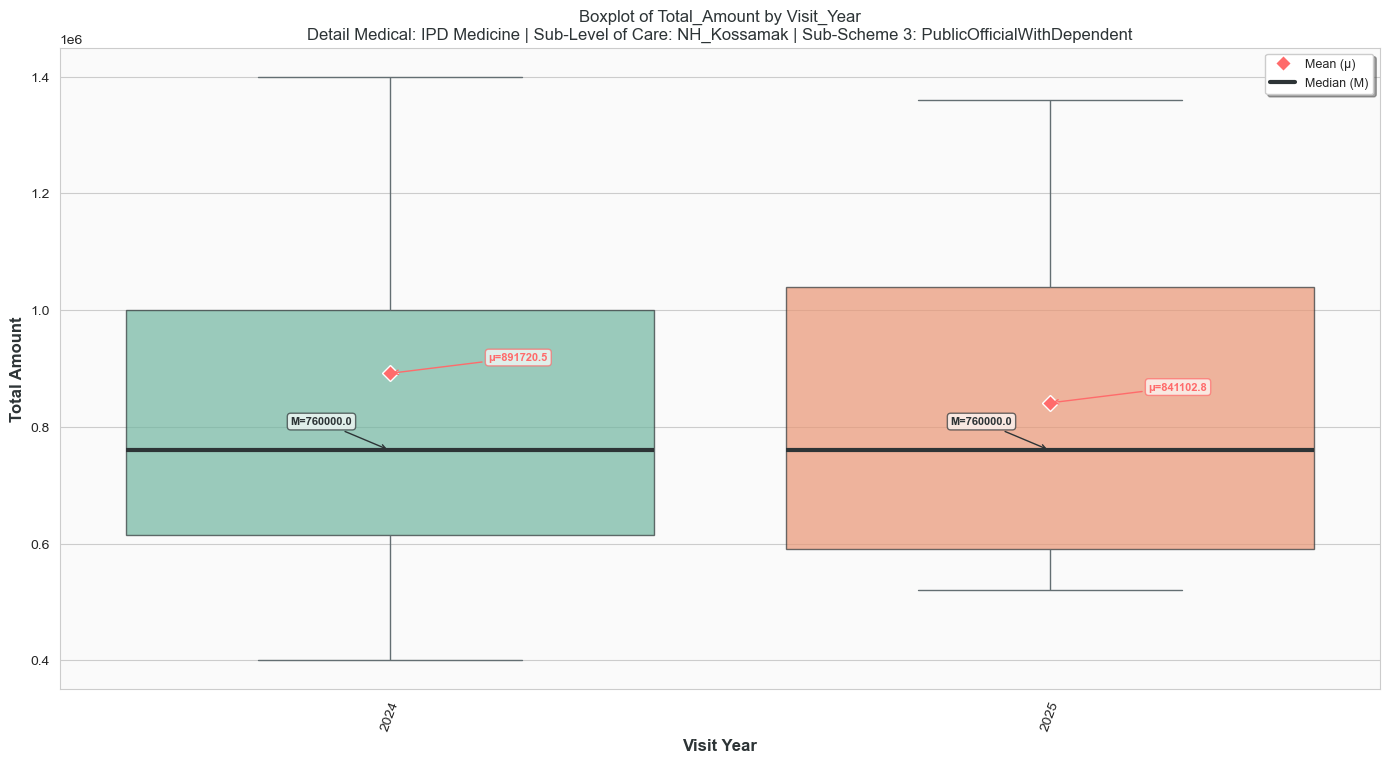 Boxplot of Total_Amount by Visit_Year
Detail Medical: IPD Medicine | Sub-Level of Care: NH_Kossamak | Sub-Scheme 3: PublicOfficialWithDependent
1e6
Mean (μ)
Median (M)
1.4
1.2
1.0
0.8
0.6
0.4
Total Amount
μ=891720.5
M=760000.0
μ=841102.8
M=760000.0
2024
2025
Visit Year